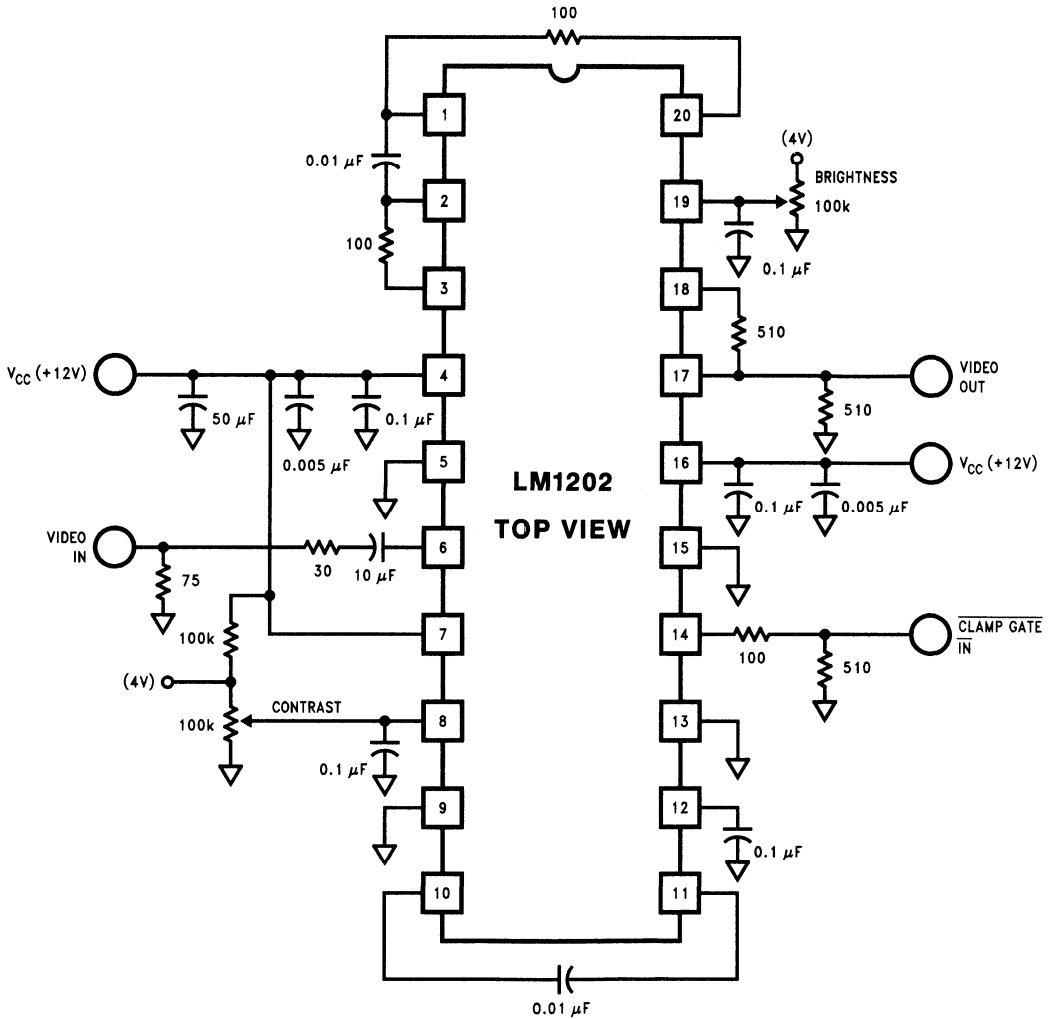 100
1
20
0.01 μF
(4V)
BRIGHTNESS
100k
2
19
100
0.1 μF
3
18
510
V_CC (+12V)
4
17
VIDEO
OUT
50 μF
0.1 μF
510
0.005 μF
5
16
V_CC (+12V)
LM1202
0.1 μF
0.005 μF
TOP VIEW
VIDEO
IN
6
15
30
10 μF
75
100k
7
14
CLAMP GATE
IN
100
510
(4V)
CONTRAST
100k
8
13
0.1 μF
9
12
0.1 μF
10
11
0.01 μF